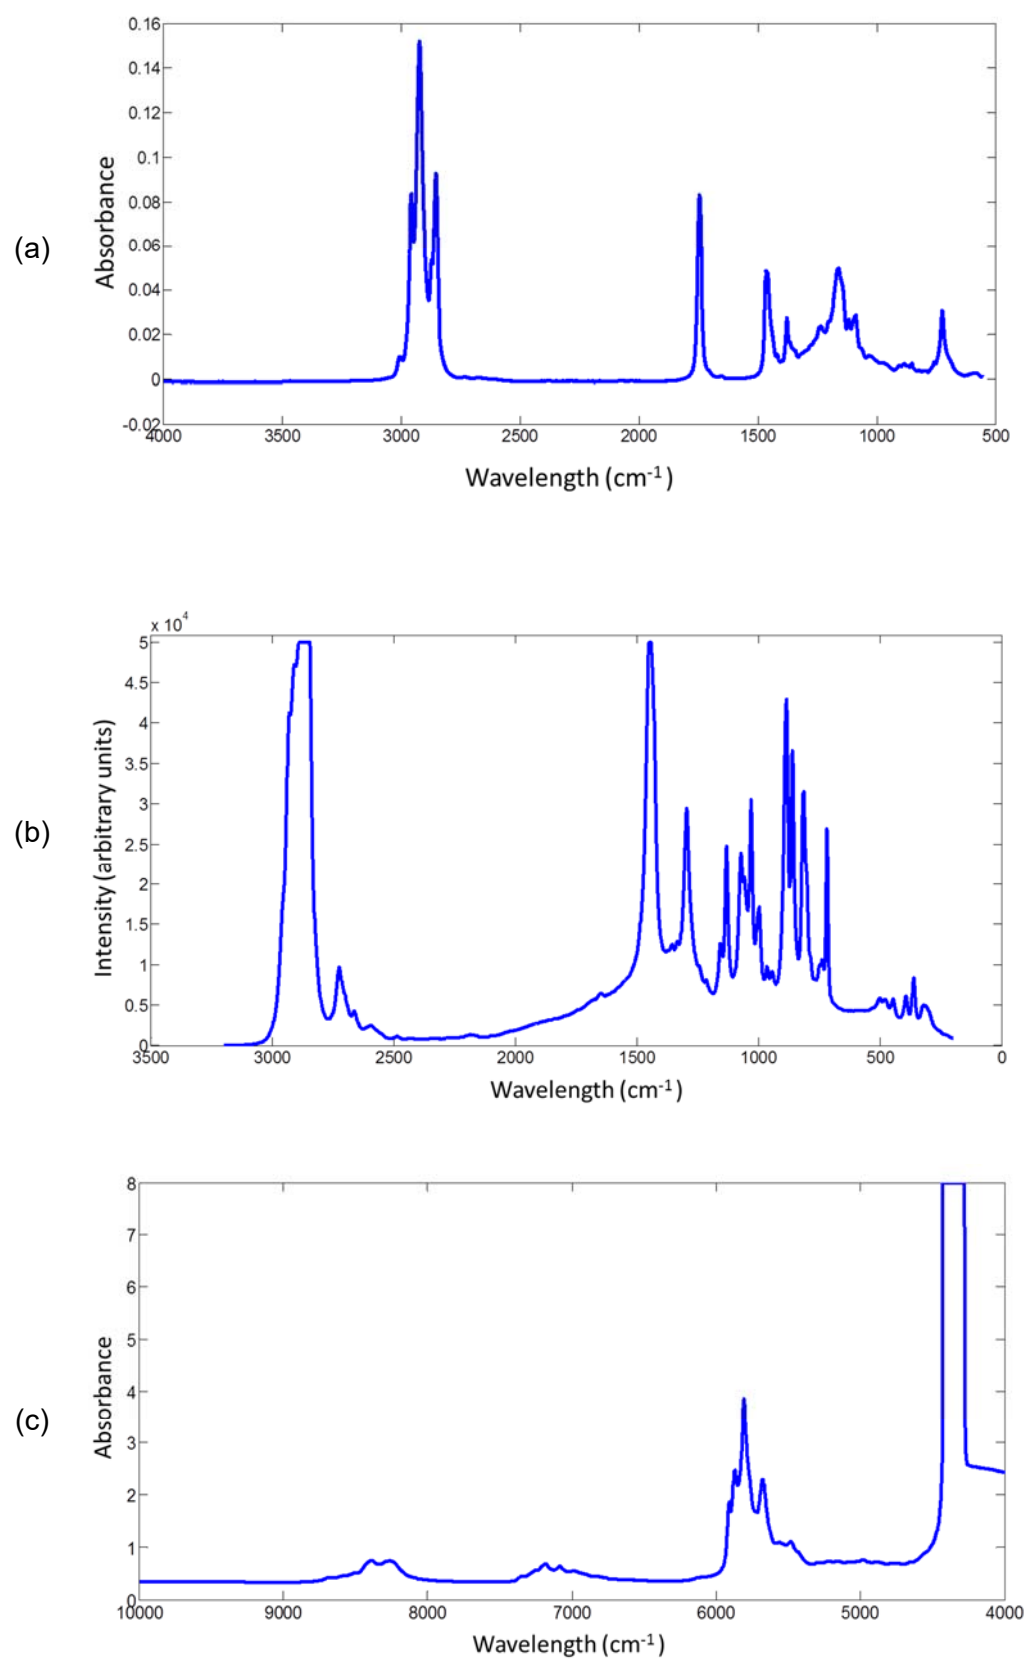 (a)
Absorbance
0.16
0.14
0.12
0.1
0.08
0.06
0.04
0.02
0
-0.02
4000 3500 3000 2500 2000 1500 1000 500
Wavelength (cm-1 )
(b)
Intensity (arbitrary units)
x 10^4
5
4.5
4
3.5
3
2.5
2
1.5
1
0.5
0
3500 3000 2500 2000 1500 1000 500 0
Wavelength (cm-1 )
(c)
Absorbance
8
7
6
5
4
3
2
1
0
10000 9000 8000 7000 6000 5000 4000
Wavelength (cm-1 )